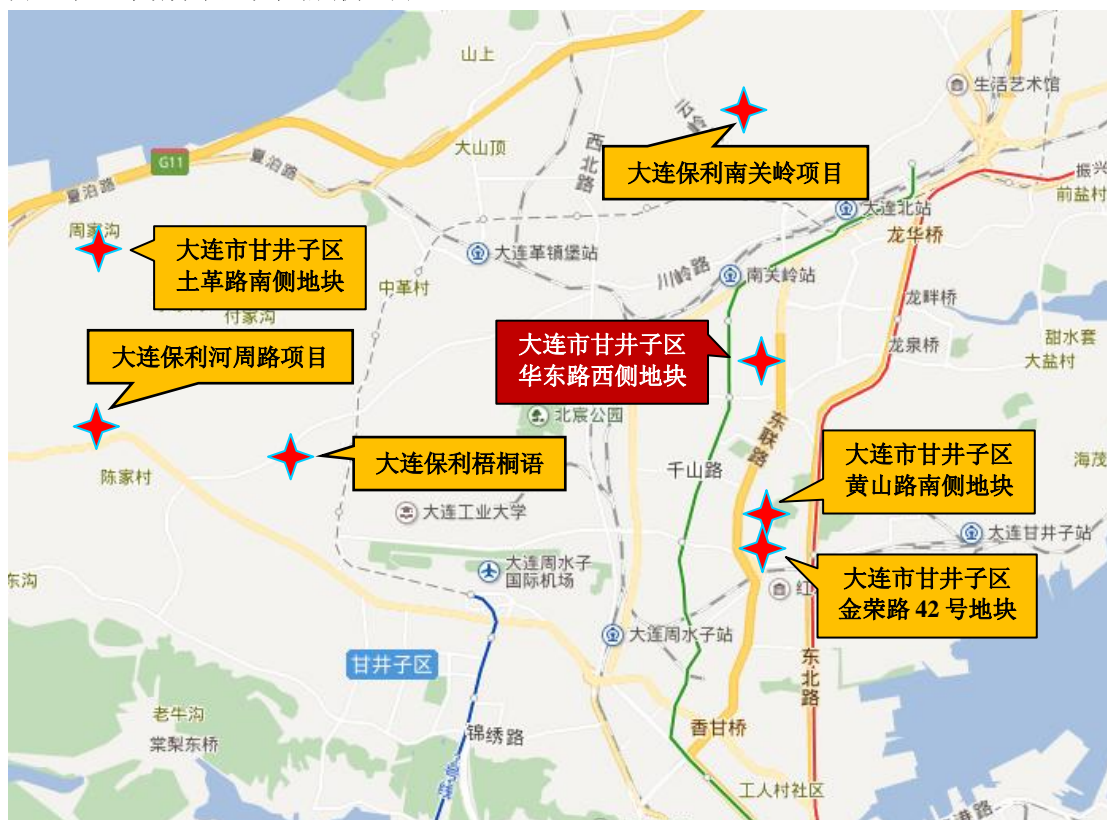 山上
生活艺术馆
云岭
大连保利南关岭项目
大山顶
西北路
G11
夏泊路
夏泊路
振兴
前盐村
大连北站
龙华桥
周家沟
大连市甘井子区
土革路南侧地块
大连革镇堡站
川岭路
南关岭站
中革村
龙畔桥
付家沟
大连保利河周路项目
大连市甘井子区
华东路西侧地块
龙泉桥
甜水套
大盐村
北宸公园
东联路
大连保利梧桐语
千山路
大连市甘井子区
黄山路南侧地块
海茂
陈家村
大连工业大学
大连甘井子站
大连周水子
国际机场
东沟
红
大连市甘井子区
金荣路 42 号地块
大连周水子站
甘井子区
东北路
老牛沟
棠梨东桥
锦绣路
香甘桥
1号线
工人村社区
港路